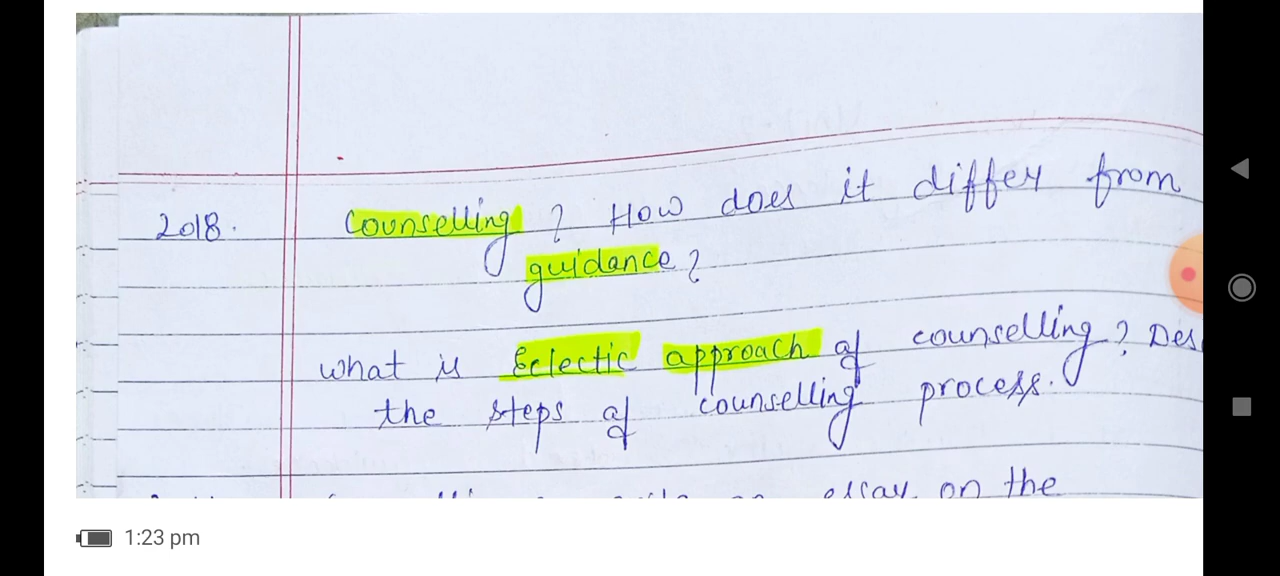 2018. Counselling ? How does it differ from
guidance ?
what is Eclectic approach of counselling ? Des
the steps of counselling process.
essay on the
1:23 pm